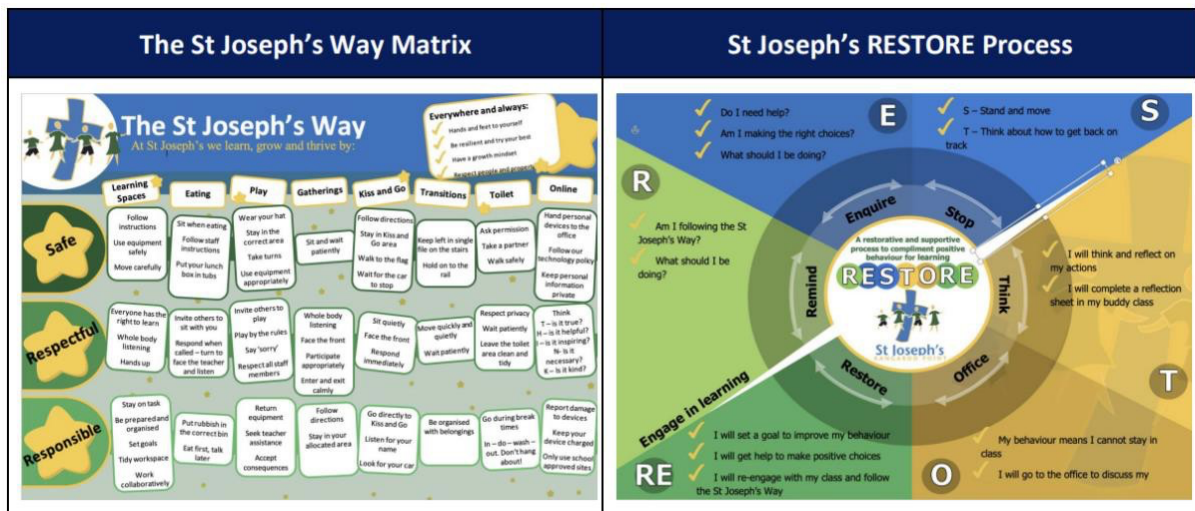 The St Joseph's Way Matrix
St Joseph's RESTORE Process
The St Joseph's Way
At St Joseph's we learn, grow and thrive by:
Everywhere and always:
Hands and feet to yourself
Be resilient and try your best
Have a growth mindset
Respect people and property
Learning
Spaces
Eating
Play
Gatherings
Kiss and Go
Transitions
Toilet
Online
Safe
Follow
instructions
Use equipment
safely
Move carefully
Sit when eating
Follow staff
instructions
Put your lunch
box in tubs
Wear your hat
Stay in the
correct area
Take turns
Use equipment
appropriately
Sit and wait
patiently
Follow directions
Stay in Kiss and
Go area
Walk to the flag
Wait for the car
to stop
Keep left in single
file on the stairs
Hold on to the
rail
Ask permission
Take a partner
Walk safely
Hand personal
devices to the
office
Follow our
technology policy
Keep personal
information
private
Respectful
Everyone has the
right to learn
Whole body
listening
Hands up
Invite others to
sit with you
Respond when
called – turn to
face the teacher
and listen
Invite others to
play
Play by the rules
Say 'sorry'
Respect all staff
members
Whole body
listening
Face the front
Participate
appropriately
Enter and exit
calmly
Sit quietly
Face the front
Respond
immediately
Move quickly and
quietly
Wait patiently
Respect privacy
Wait patiently
Leave the toilet
area clean and
tidy
Think
T – is it true?
H – is it helpful?
I – is it inspiring?
N- Is it
necessary?
K – Is it kind?
Responsible
Stay on task
Be prepared and
organised
Set goals
Tidy workspace
Work
collaboratively
Put rubbish in
the correct bin
Eat first, talk
later
Return
equipment
Seek teacher
assistance
Accept
consequences
Follow
directions
Stay in your
allocated area
Go directly to
Kiss and Go
Listen for your
name
Look for your car
Be organised
with belongings
Go during break
times
In – do – wash –
out. Don't hang
about!
Report damage
to devices
Keep your
device charged
Only use school
approved sites.
R
Am I following the St
Joseph's Way?
What should I be
doing?
E
Do I need help?
Am I making the right choices?
What should I be doing?
S
S – Stand and move
T – Think about how to get back on
track
T
I will think and reflect on
my actions
I will complete a reflection
sheet in my buddy class
O
My behaviour means I cannot stay in
class
I will go to the office to discuss my
RE
I will set a goal to improve my behaviour
I will get help to make positive choices
I will re-engage with my class and follow
the St Joseph's Way
Engage in learning
Remind
Enquire
Stop
Think
Office
Restore
A restorative and supportive
process to compliment positive
behaviour for learning
RESTORE
St Joseph's
KANGAROO POINT